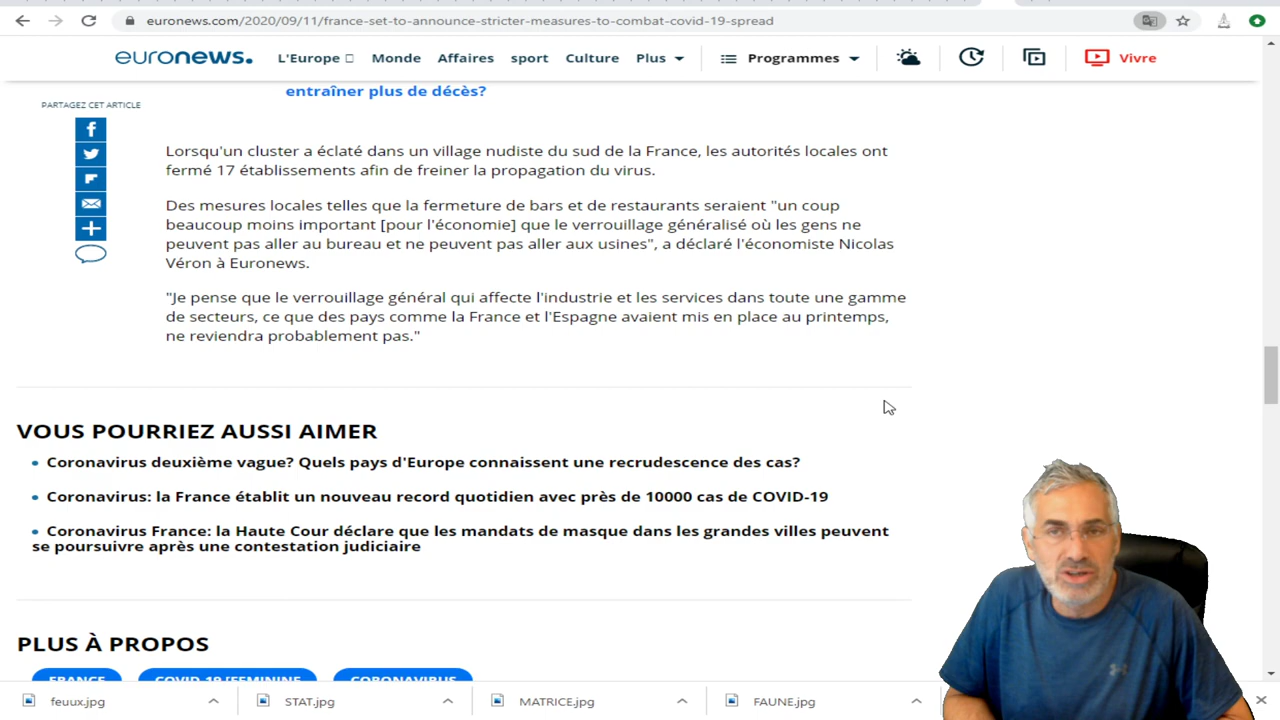 euronews.com/2020/09/11/france-set-to-announce-stricter-measures-to-combat-covid-19-spread
euronews.
L'Europe
Monde
Affaires
sport
Culture
Plus
Programmes
Vivre
entraîner plus de décès?
PARTAGEZ CET ARTICLE
Lorsqu'un cluster a éclaté dans un village nudiste du sud de la France, les autorités locales ont
fermé 17 établissements afin de freiner la propagation du virus.
Des mesures locales telles que la fermeture de bars et de restaurants seraient "un coup
beaucoup moins important [pour l'économie] que le verrouillage généralisé où les gens ne
peuvent pas aller au bureau et ne peuvent pas aller aux usines", a déclaré l'économiste Nicolas
Véron à Euronews.
"Je pense que le verrouillage général qui affecte l'industrie et les services dans toute une gamme
de secteurs, ce que des pays comme la France et l'Espagne avaient mis en place au printemps,
ne reviendra probablement pas."
VOUS POURRIEZ AUSSI AIMER
• Coronavirus deuxième vague? Quels pays d'Europe connaissent une recrudescence des cas?
• Coronavirus: la France établit un nouveau record quotidien avec près de 10000 cas de COVID-19
• Coronavirus France: la Haute Cour déclare que les mandats de masque dans les grandes villes peuvent
se poursuivre après une contestation judiciaire
PLUS À PROPOS
FRANCE
COVID-19 [FEMININE
CORONAVIRUS
feuux.jpg
STAT.jpg
MATRICE.jpg
FAUNE.jpg